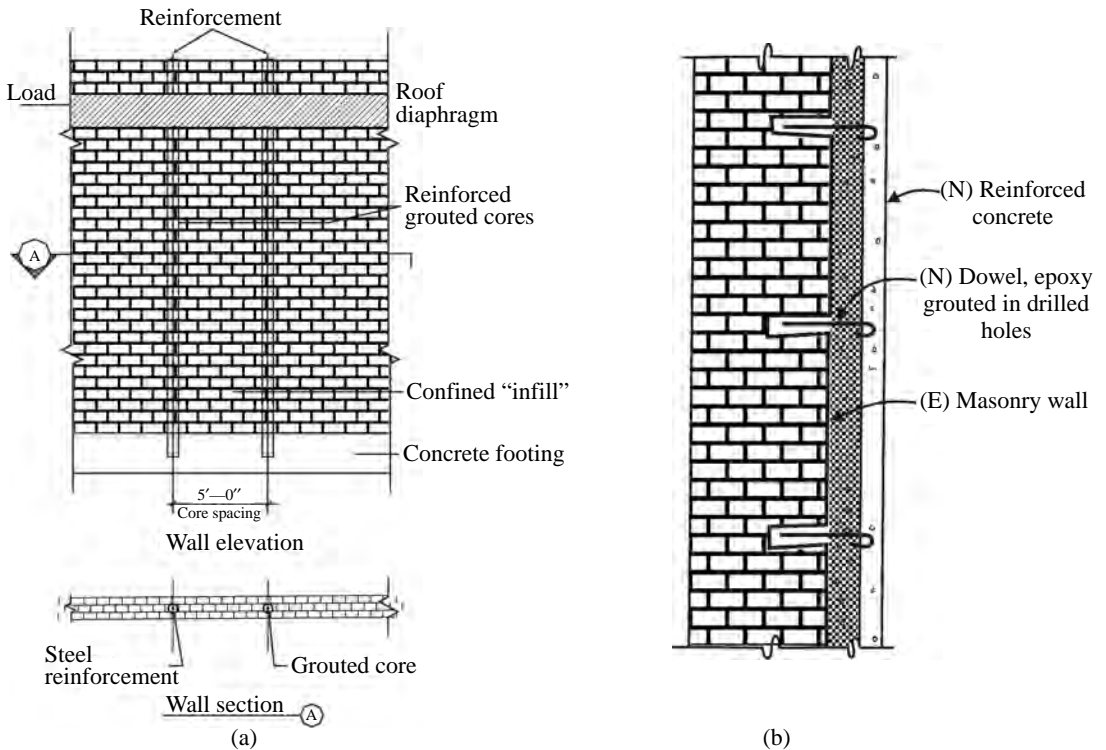 Reinforcement
Load
Roof
diaphragm
Reinforced
grouted cores
A
Confined “infill”
Concrete footing
5′—0″
Core spacing
Wall elevation
Steel
reinforcement
Grouted core
Wall section A
(a)
(N) Reinforced
concrete
(N) Dowel, epoxy
grouted in drilled
holes
(E) Masonry wall
(b)